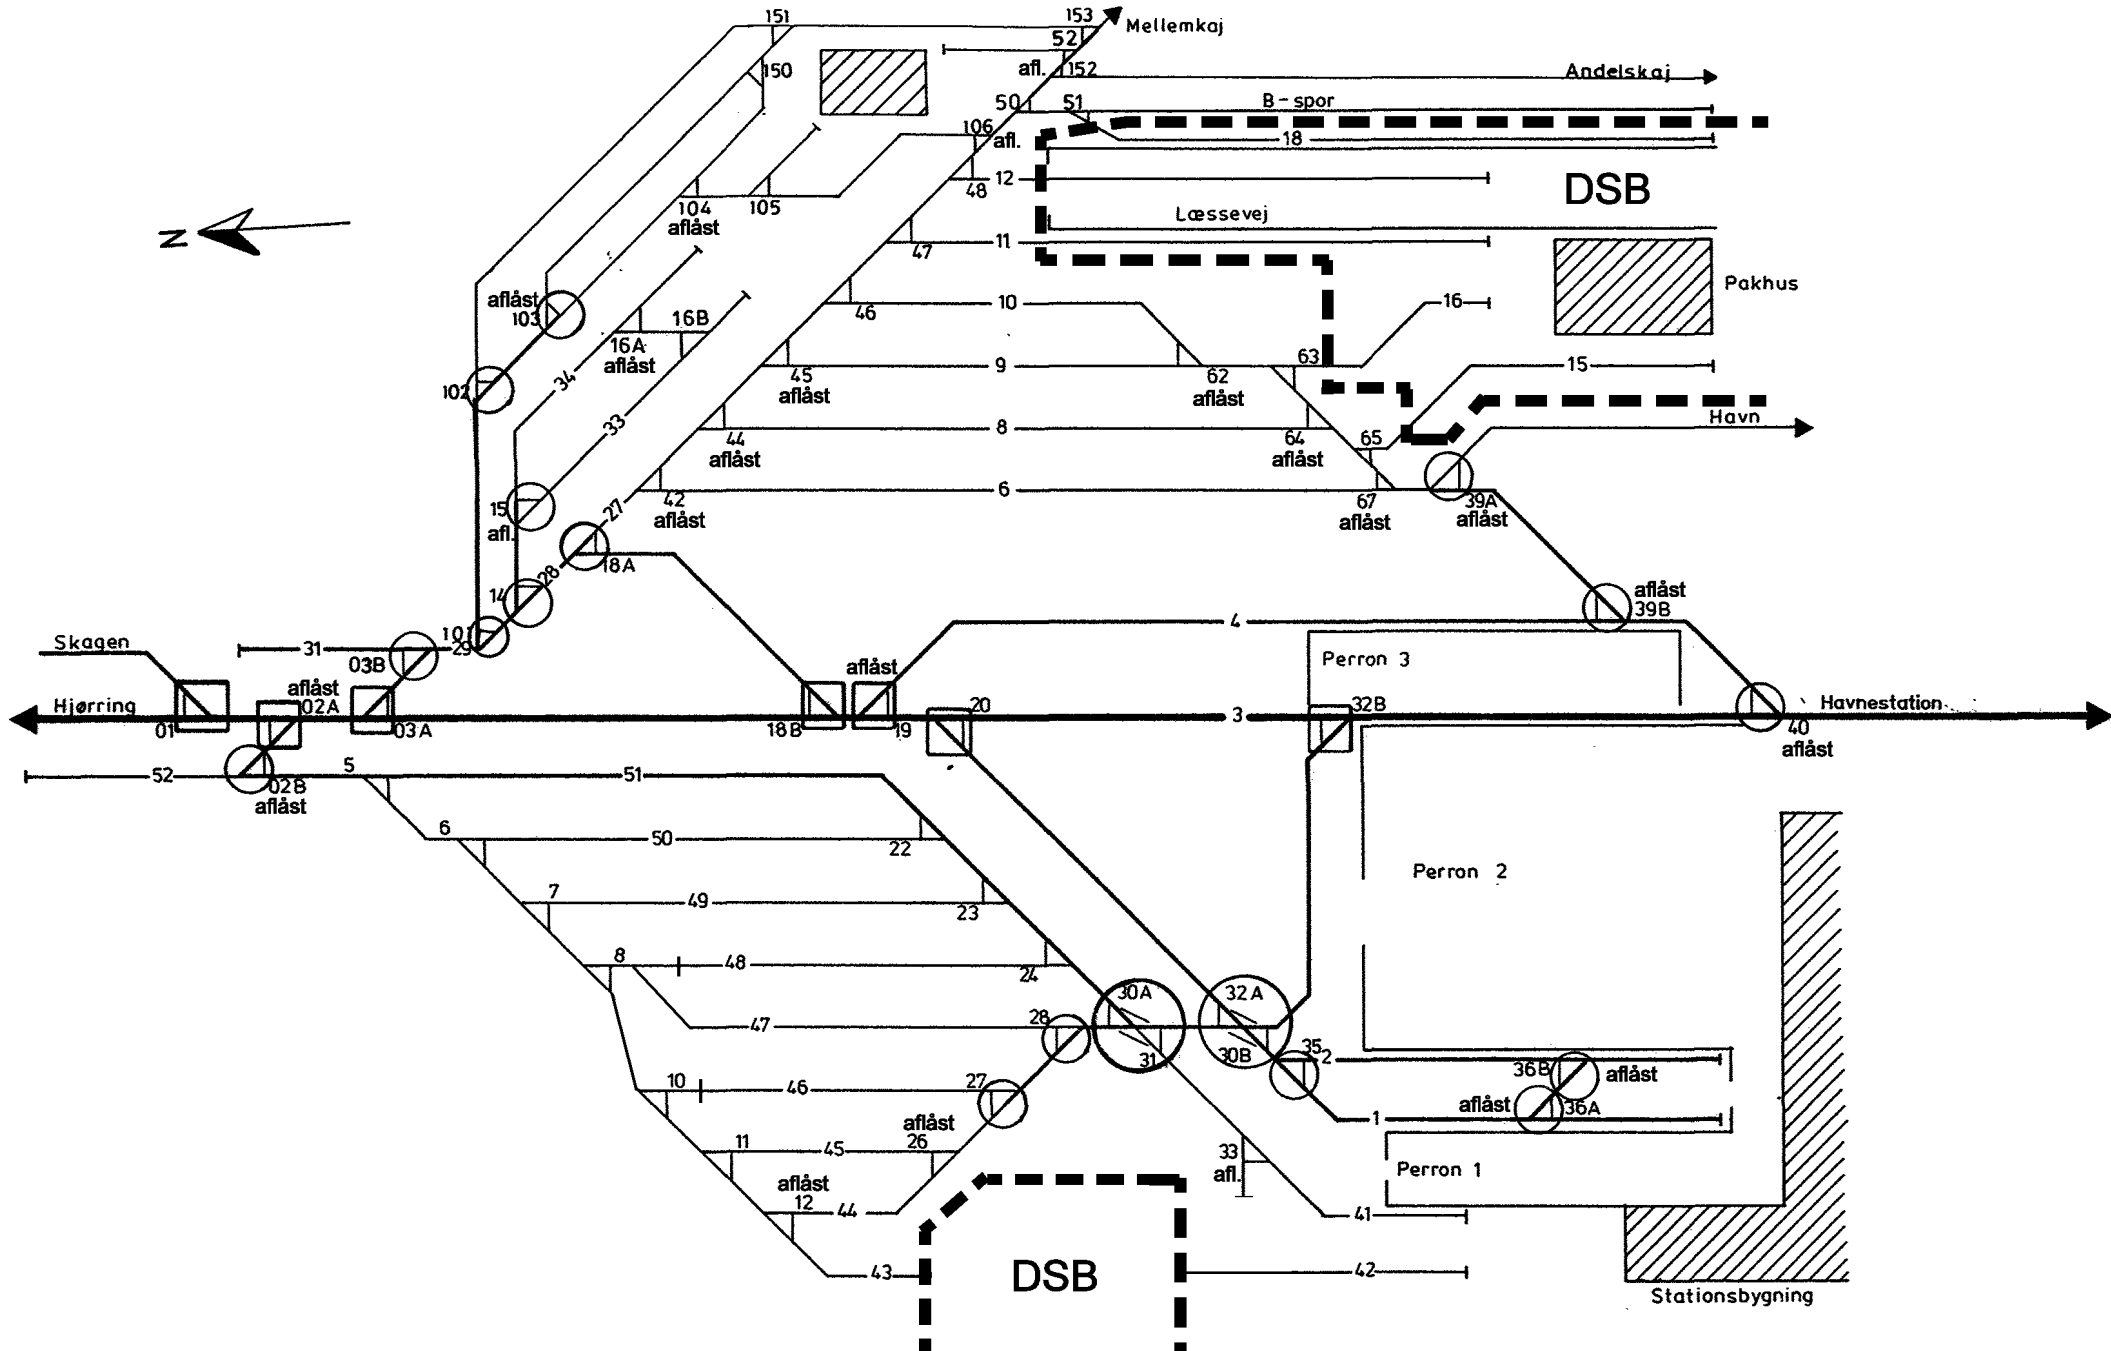 151
153
Mellemkaj
52
150
afl.
152
Andelskaj
50
51
B-spor
106
afl.
18
48
12
DSB
104
105
aflåst
Læssevej
N
47
11
Pakhus
aflåst
103
16B
46
10
16
16A
aflåst
34
102
45
aflåst
9
62
aflåst
63
15
33
44
aflåst
8
64
aflåst
65
Havn
15
afl.
27
42
aflåst
6
67
aflåst
39A
aflåst
18A
28
14
aflåst
39B
4
101
29
Skagen
31
03B
aflåst
Perron 3
aflåst
02A
Hjørring
01
03A
18B
19
20
3
32B
Havnestation
40
aflåst
52
02B
aflåst
5
51
6
50
22
Perron 2
7
49
23
8
48
24
30A
32A
28
47
31
30B
35
2
36B
aflåst
10
46
27
aflåst
36A
1
aflåst
26
11
45
33
afl.
Perron 1
aflåst
12
44
41
43
DSB
42
Stationsbygning